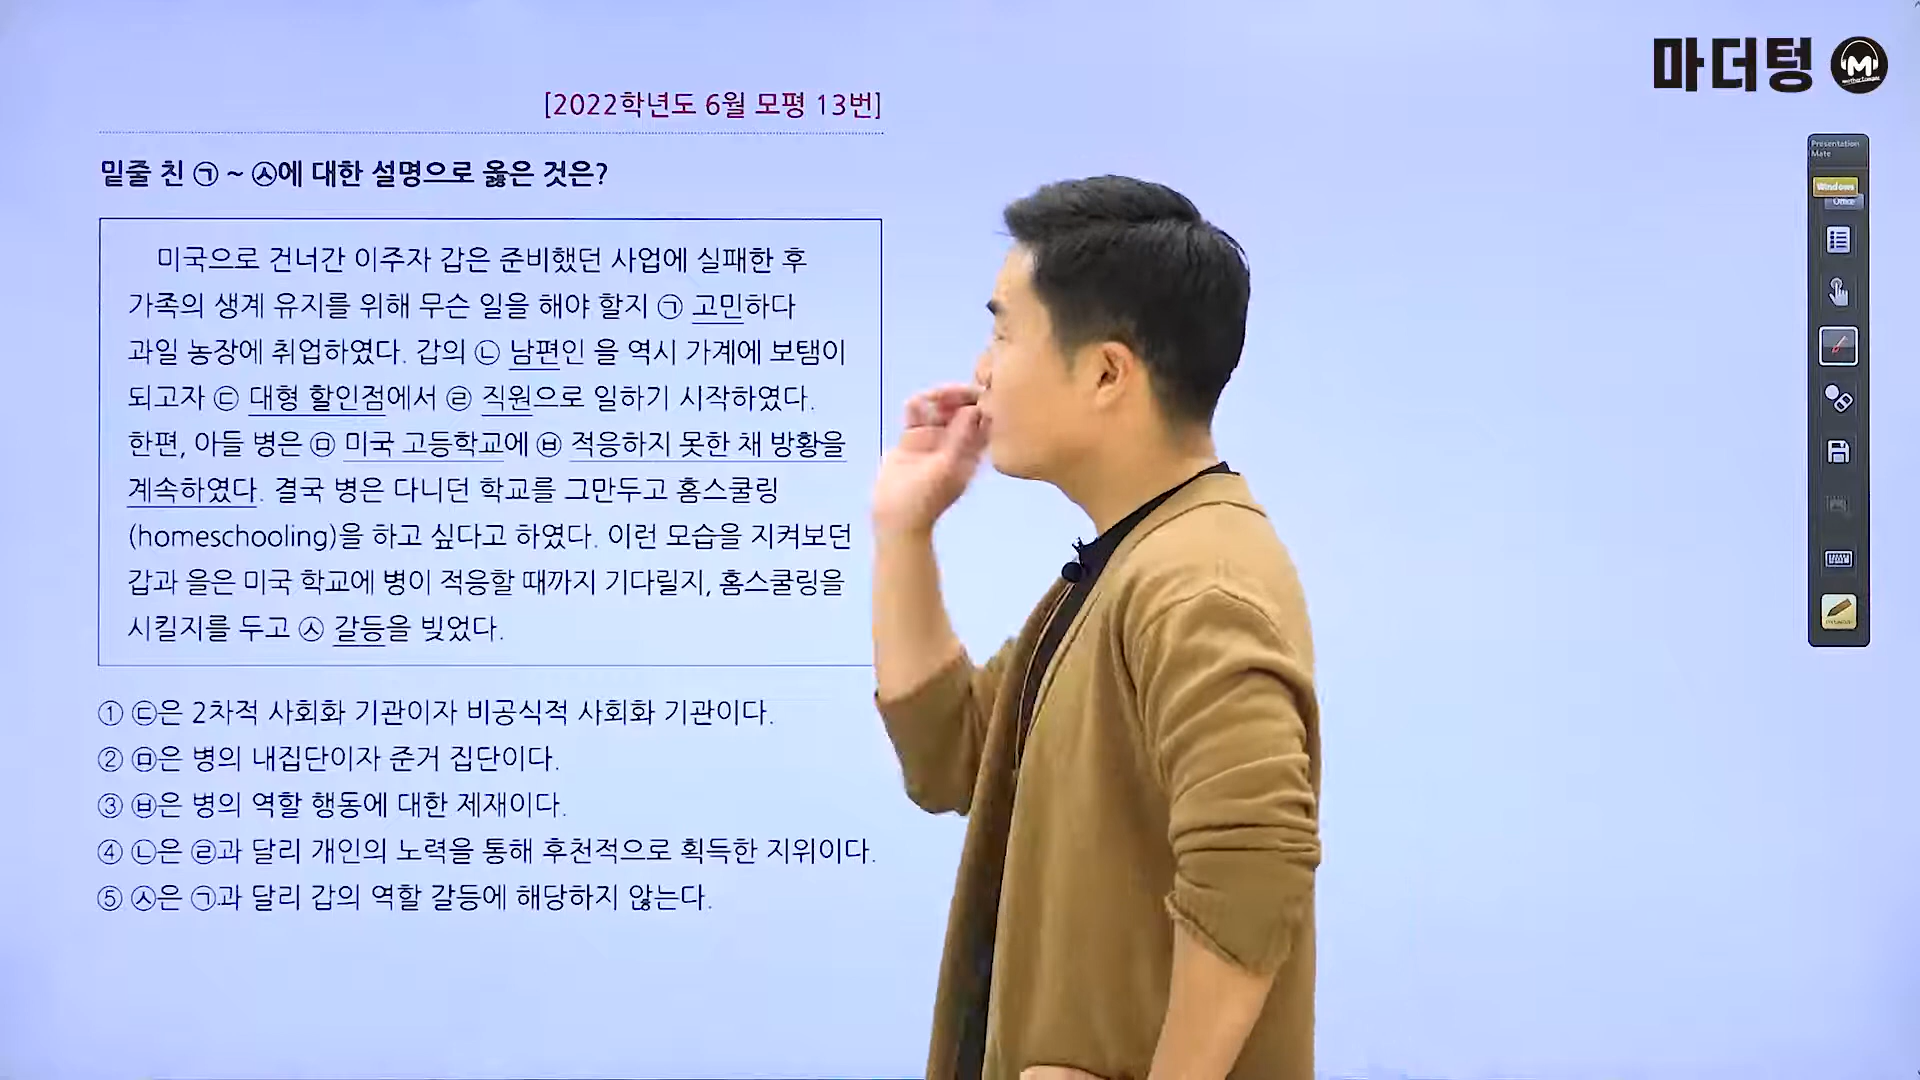 마더텅
[2022학년도 6월 모평 13번]
밑줄 친 ㉠ ~ ㉦에 대한 설명으로 옳은 것은?
미국으로 건너간 이주자 갑은 준비했던 사업에 실패한 후
가족의 생계 유지를 위해 무슨 일을 해야 할지 ㉠ 고민하다
과일 농장에 취업하였다. 갑의 ㉡ 남편인 을 역시 가계에 보탬이
되고자 ㉢ 대형 할인점에서 ㉣ 직원으로 일하기 시작하였다.
한편, 아들 병은 ㉤ 미국 고등학교에 ㉥ 적응하지 못한 채 방황을
계속하였다. 결국 병은 다니던 학교를 그만두고 홈스쿨링
(homeschooling)을 하고 싶다고 하였다. 이런 모습을 지켜보던
갑과 을은 미국 학교에 병이 적응할 때까지 기다릴지, 홈스쿨링을
시킬지를 두고 ㉦ 갈등을 빚었다.
① ㉢은 2차적 사회화 기관이자 비공식적 사회화 기관이다.
② ㉤은 병의 내집단이자 준거 집단이다.
③ ㉥은 병의 역할 행동에 대한 제재이다.
④ ㉡은 ㉣과 달리 개인의 노력을 통해 후천적으로 획득한 지위이다.
⑤ ㉦은 ㉠과 달리 갑의 역할 갈등에 해당하지 않는다.
Presentation
Mate
Windows
Office